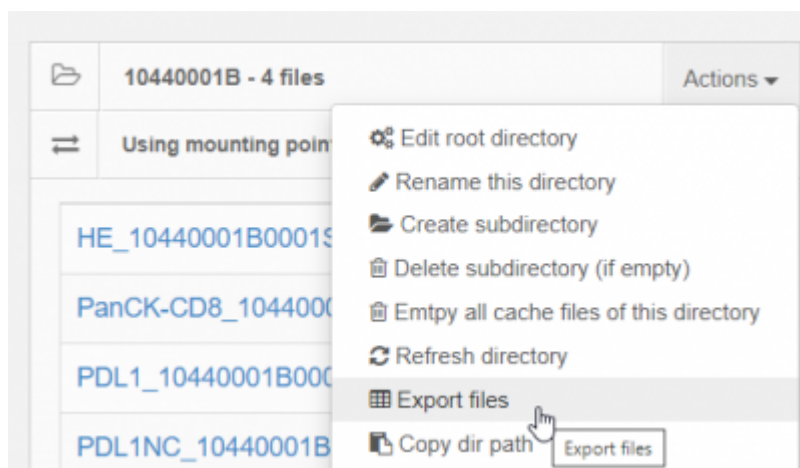 10440001B - 4 files Actions
Using mounting poin
Edit root directory
Rename this directory
HE_10440001B0001S
Create subdirectory
Delete subdirectory (if empty)
PanCK-CD8_1044000
Emtpy all cache files of this directory
Refresh directory
PDL1_10440001B000
Export files
PDL1NC_10440001B
Copy dir path
Export files